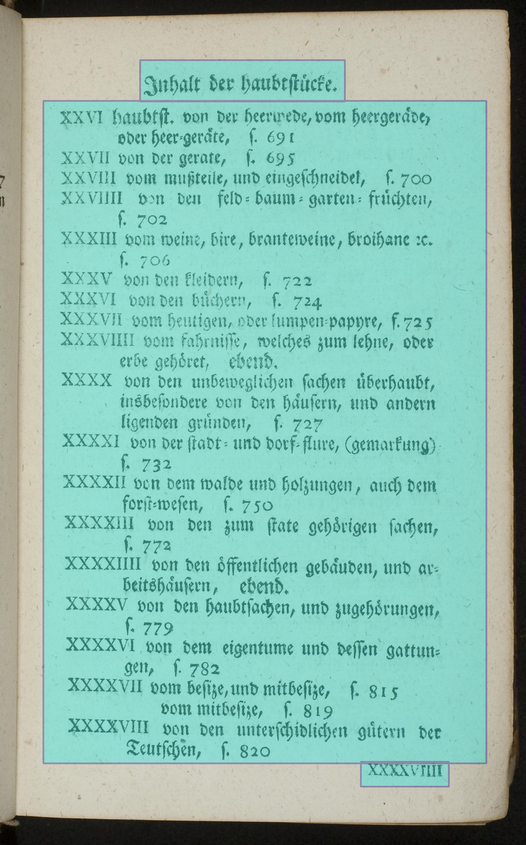 Inhalt der haubtstücke.
XXVI haubtst. von der heerwede, vom heergeräde,
oder heer-geräte, s. 691
XXVII von der gerate, s. 695
XXVIII vom mußteile, und eingeschneidel, s. 700
XXVIIII von den feld- baum- garten- früchten,
s. 702
XXXIII vom weine, bire, branteweine, broihane ꝛc.
s. 706
XXXV von den kleidern, s. 722
XXXVI von den büchern, s. 724
XXXVII vom heutigen, oder lumpen-papyre, s. 725
XXXVIIII vom fahrnisse, welches zum lehne, oder
erbe gehöret, ebend.
XXXX von den unbeweglichen sachen überhaubt,
insbesondere von den häusern, und andern
ligenden gründen, s. 727
XXXXI von der stadt- und dorf-flure, (gemarkung)
s. 732
XXXXII von dem walde und holzungen, auch dem
forst-wesen, s. 750
XXXXIII von den zum state gehörigen sachen,
s. 772
XXXXIIII von den öffentlichen gebäuden, und ar-
beitshäusern, ebend.
XXXXV von den haubtsachen, und zugehörungen,
s. 779
XXXXVI von dem eigentume und dessen gattun-
gen, s. 782
XXXXVII vom besize, und mitbesize, s. 815
vom mitbesize, s. 819
XXXXVIII von den unterschidlichen gütern der
Teutschen, s. 820
XXXXVIIII